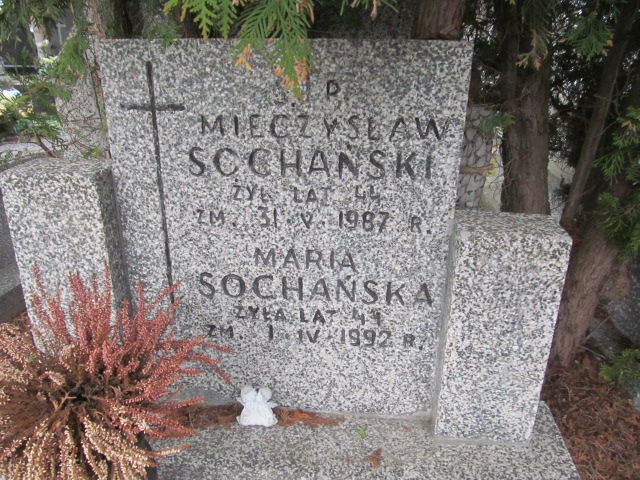 Ś. P.
MIECZYSŁAW
SOCHAŃSKI
ŻYŁ LAT 44
ZM. 31. V. 1987 R.
MARIA
SOCHAŃSKA
ŻYŁA LAT 49
ZM. 1. IV. 1992 R.